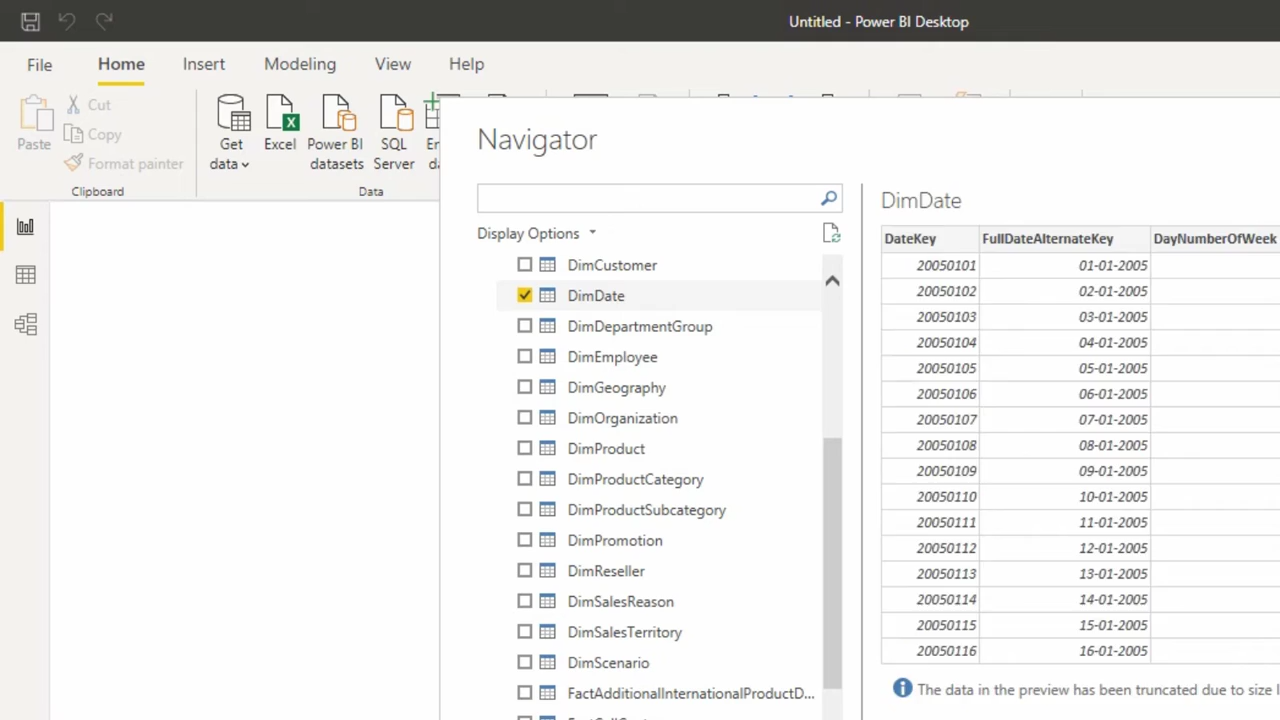 Untitled - Power BI Desktop
File Home Insert Modeling View Help
Paste
Cut
Copy
Format painter
Clipboard
Get data
Excel
Power BI datasets
SQL Server
Data
Navigator
Display Options
DimCustomer
DimDate
DimDepartmentGroup
DimEmployee
DimGeography
DimOrganization
DimProduct
DimProductCategory
DimProductSubcategory
DimPromotion
DimReseller
DimSalesReason
DimSalesTerritory
DimScenario
FactAdditionalInternationalProductD...
DimDate
DateKey FullDateAlternateKey DayNumberOfWeek
20050101 01-01-2005
20050102 02-01-2005
20050103 03-01-2005
20050104 04-01-2005
20050105 05-01-2005
20050106 06-01-2005
20050107 07-01-2005
20050108 08-01-2005
20050109 09-01-2005
20050110 10-01-2005
20050111 11-01-2005
20050112 12-01-2005
20050113 13-01-2005
20050114 14-01-2005
20050115 15-01-2005
20050116 16-01-2005
The data in the preview has been truncated due to size